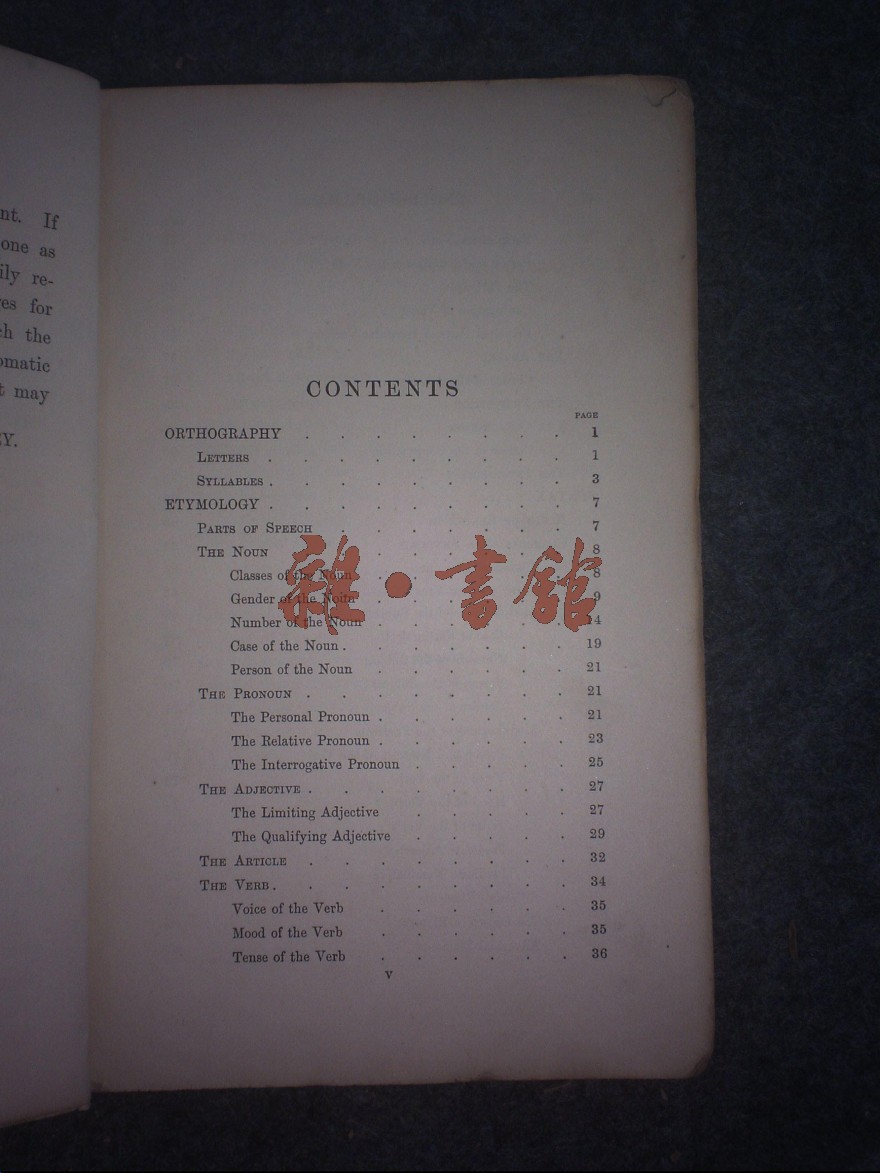 nt. If
one as
ily re-
res for
ch the
omatic
t may
EY.
CONTENTS
PAGE
ORTHOGRAPHY . . . . . . . . 1
LETTERS . . . . . . . . . 1
SYLLABLES . . . . . . . . . 3
ETYMOLOGY . . . . . . . . . 7
PARTS OF SPEECH . . . . . . . 7
THE NOUN . . . . . . 8
Classes of the Noun . . . . . . 8
Gender of the Noun . . . . . . 9
Number of the Noun . . . . . . 14
Case of the Noun . . . . . . . 19
Person of the Noun . . . . . . 21
THE PRONOUN . . . . . . . . 21
The Personal Pronoun . . . . . . 21
The Relative Pronoun . . . . . . 23
The Interrogative Pronoun . . . . . 25
THE ADJECTIVE . . . . . . . . 27
The Limiting Adjective . . . . . 27
The Qualifying Adjective . . . . . 29
THE ARTICLE . . . . . . . . 32
THE VERB . . . . . . . . . 34
Voice of the Verb . . . . . . 35
Mood of the Verb . . . . . . 35
Tense of the Verb . . . . . . 36
v
雜·書館